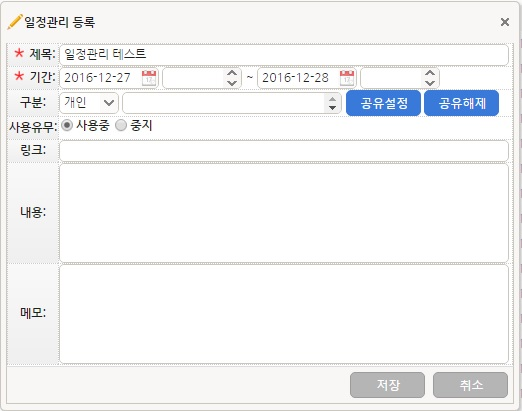 일정관리 등록
* 제목: 일정관리 테스트
* 기간: 2016-12-27 ~ 2016-12-28
구분: 개인 공유설정 공유해제
사용유무: 사용중 중지
링크:
내용:
메모:
저장 취소